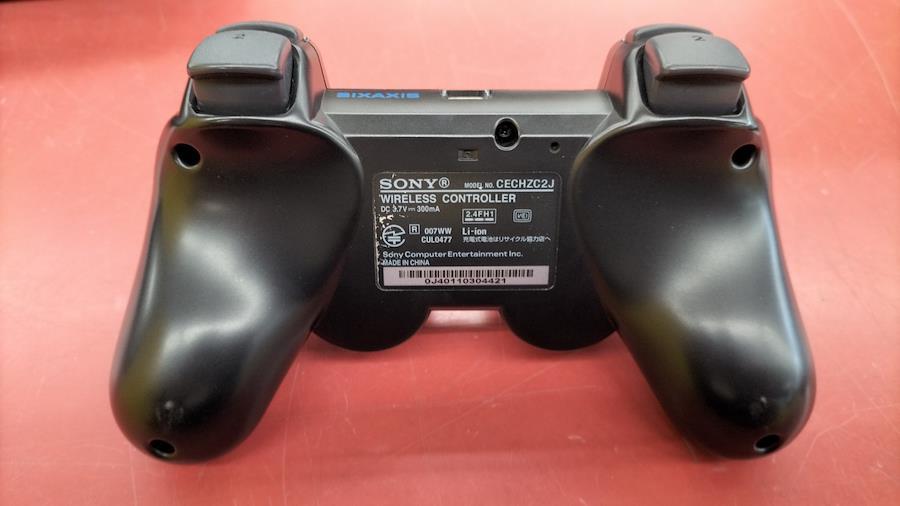 2
2
SIXAXIS
SONY® MODEL NO. CECHZC2J
WIRELESS CONTROLLER
DC 3.7V⎓300mA
2.4FH1
R 007WW Li-ion
CUL0477 充電式電池はリサイクル協力店へ
Sony Computer Entertainment Inc.
MADE IN CHINA
0J40110304421